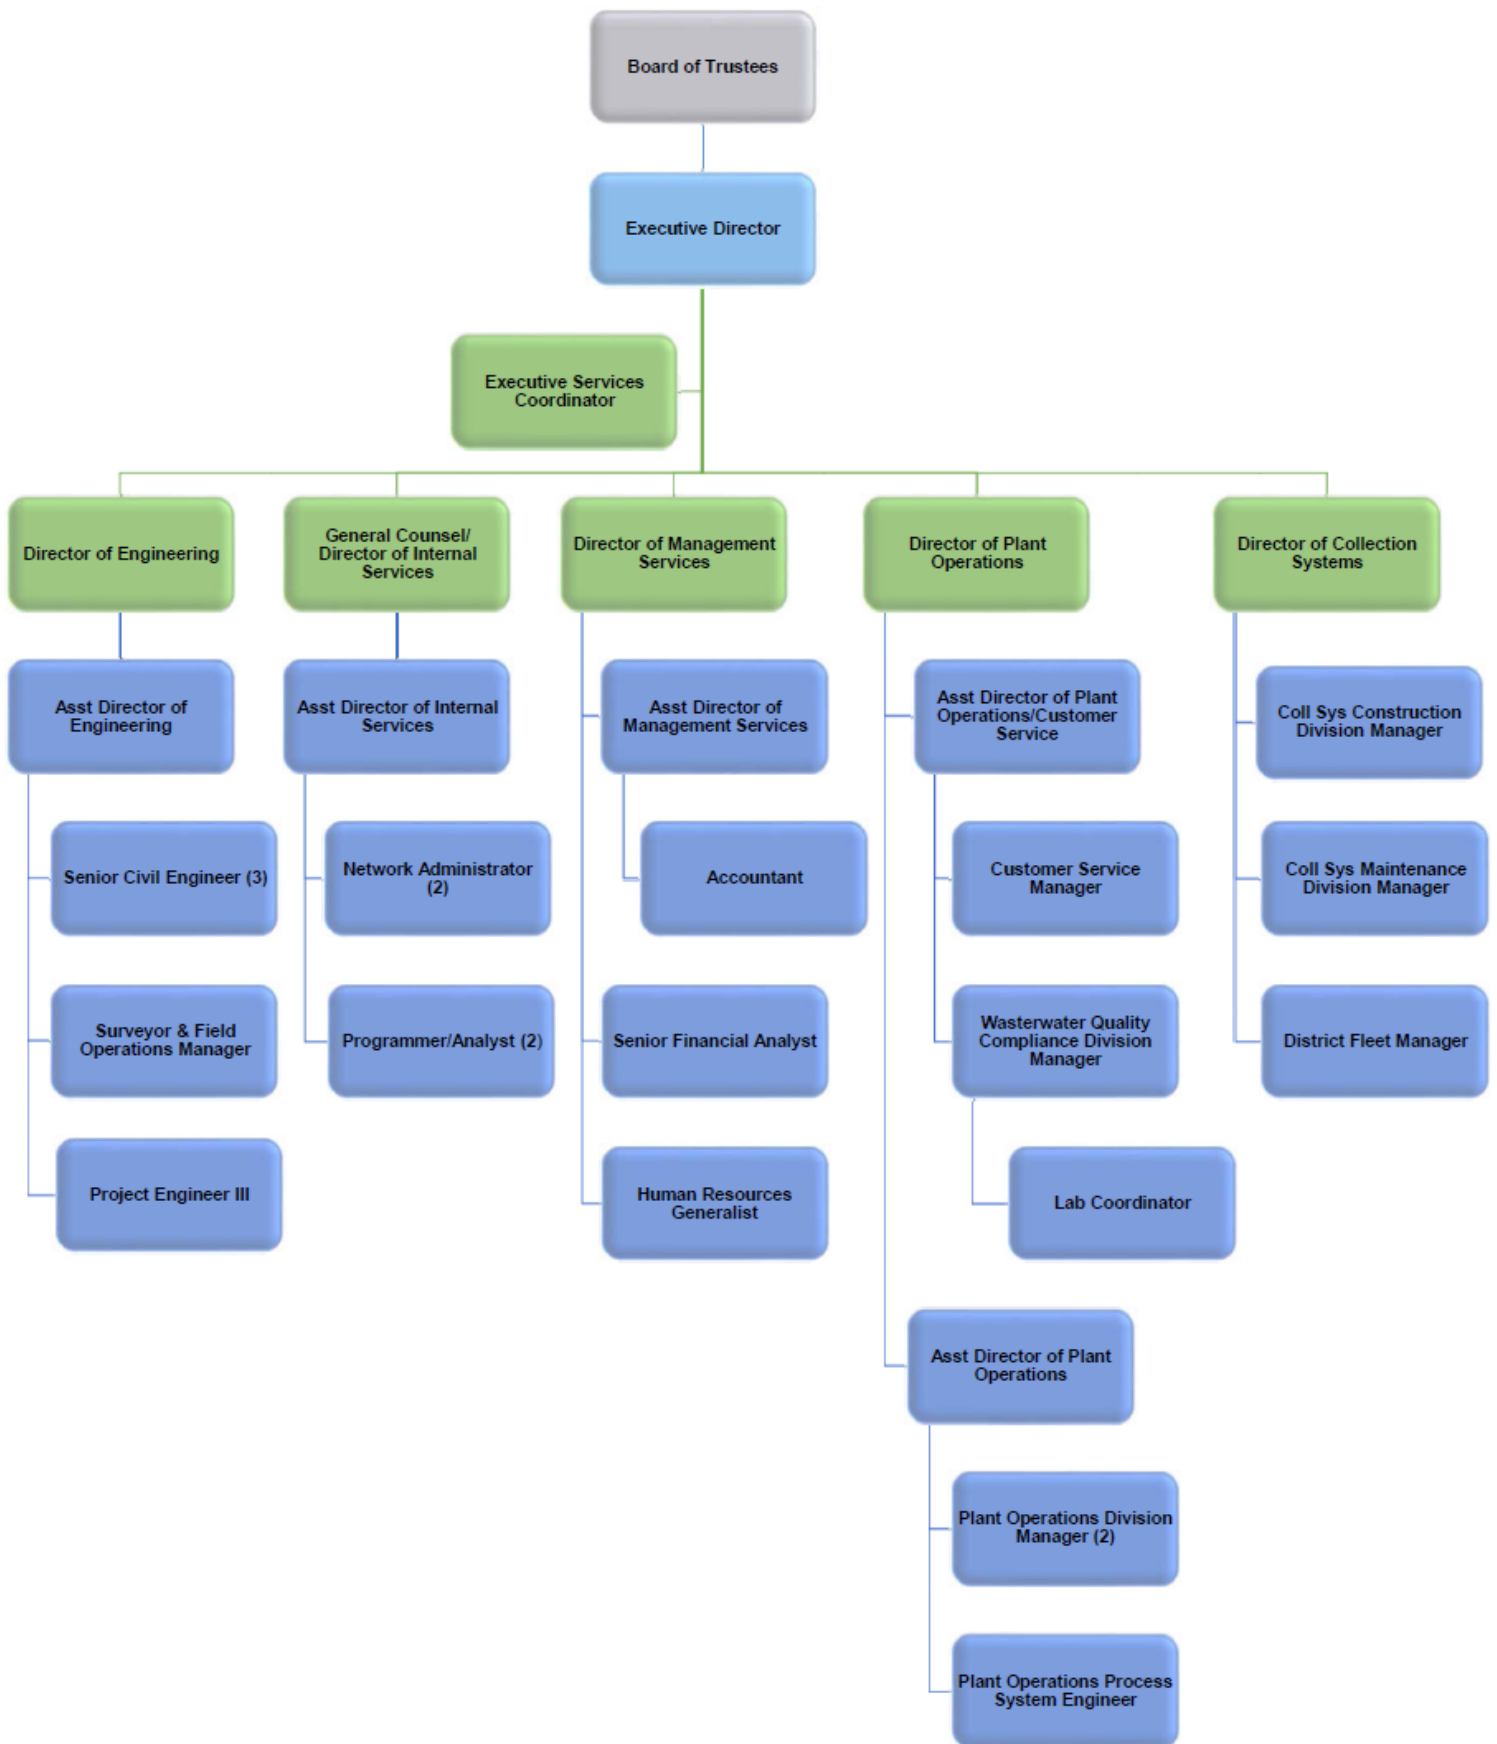 Board of Trustees
Executive Director
Executive Services
Coordinator
Director of Engineering
General Counsel/
Director of Internal
Services
Director of Management
Services
Director of Plant
Operations
Director of Collection
Systems
Asst Director of
Engineering
Asst Director of Internal
Services
Asst Director of
Management Services
Asst Director of Plant
Operations/Customer
Service
Coll Sys Construction
Division Manager
Senior Civil Engineer (3)
Network Administrator
(2)
Accountant
Customer Service
Manager
Coll Sys Maintenance
Division Manager
Surveyor & Field
Operations Manager
Programmer/Analyst (2)
Senior Financial Analyst
Wasterwater Quality
Compliance Division
Manager
District Fleet Manager
Project Engineer III
Human Resources
Generalist
Lab Coordinator
Asst Director of Plant
Operations
Plant Operations Division
Manager (2)
Plant Operations Process
System Engineer